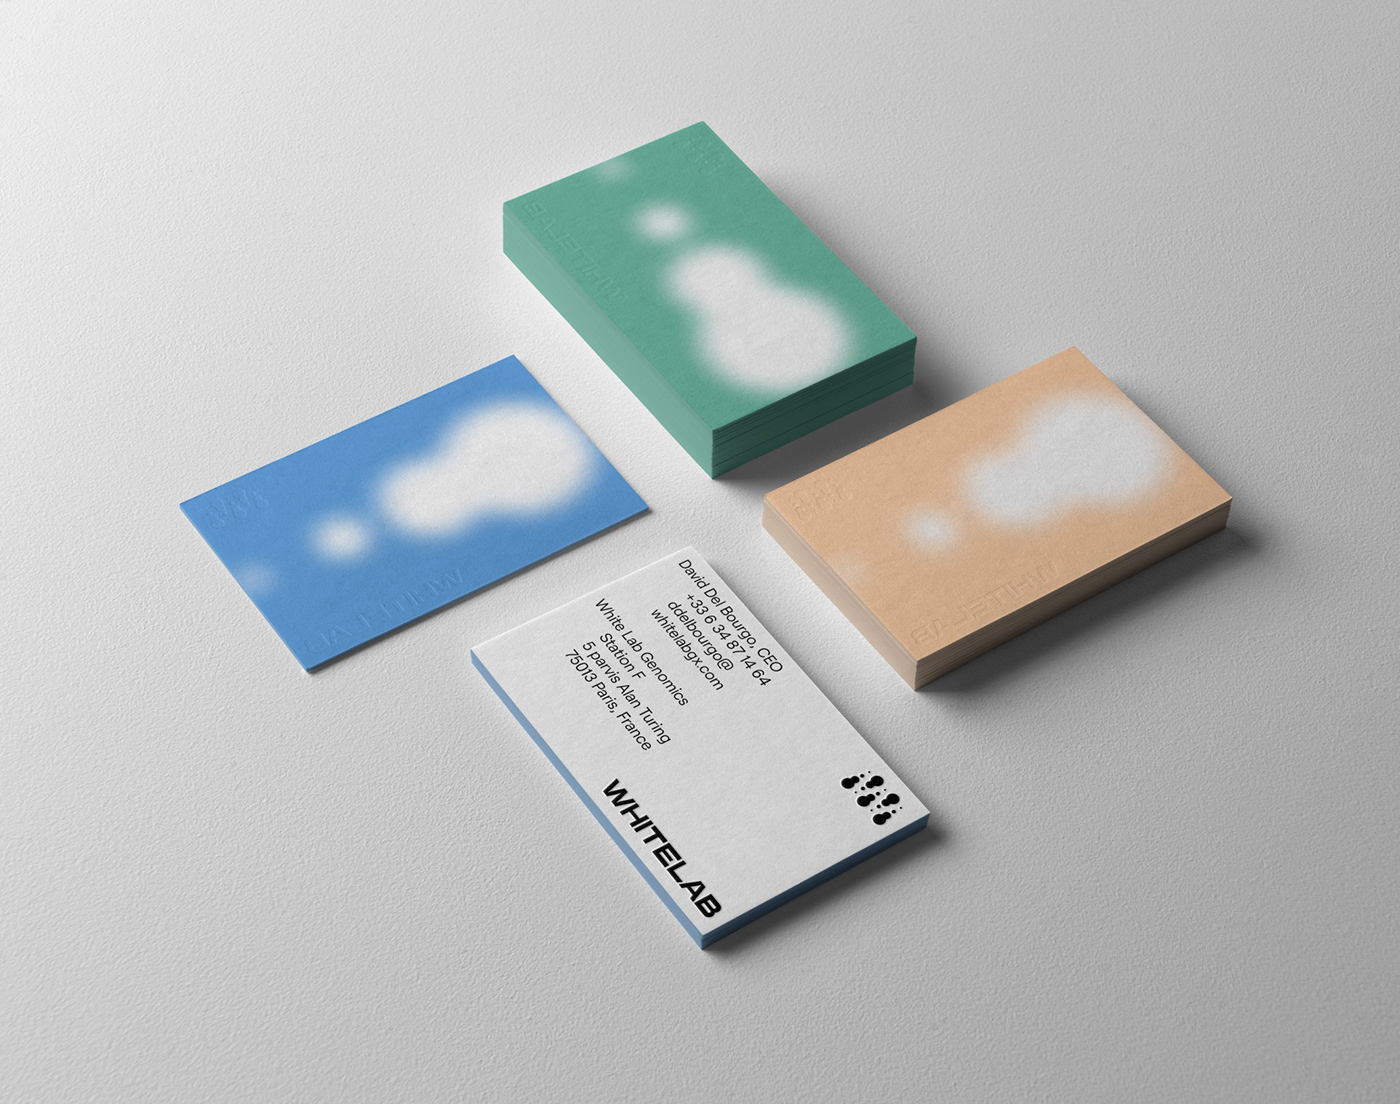 David Del Bourgo, CEO
+33 6 34 87 14 64
ddelbourgo@
whitelabgx.com
White Lab Genomics
Station F
5 parvis Alan Turing
75013 Paris, France
WHITELAB
WHITELAB
WHITELAB
WHITELAB